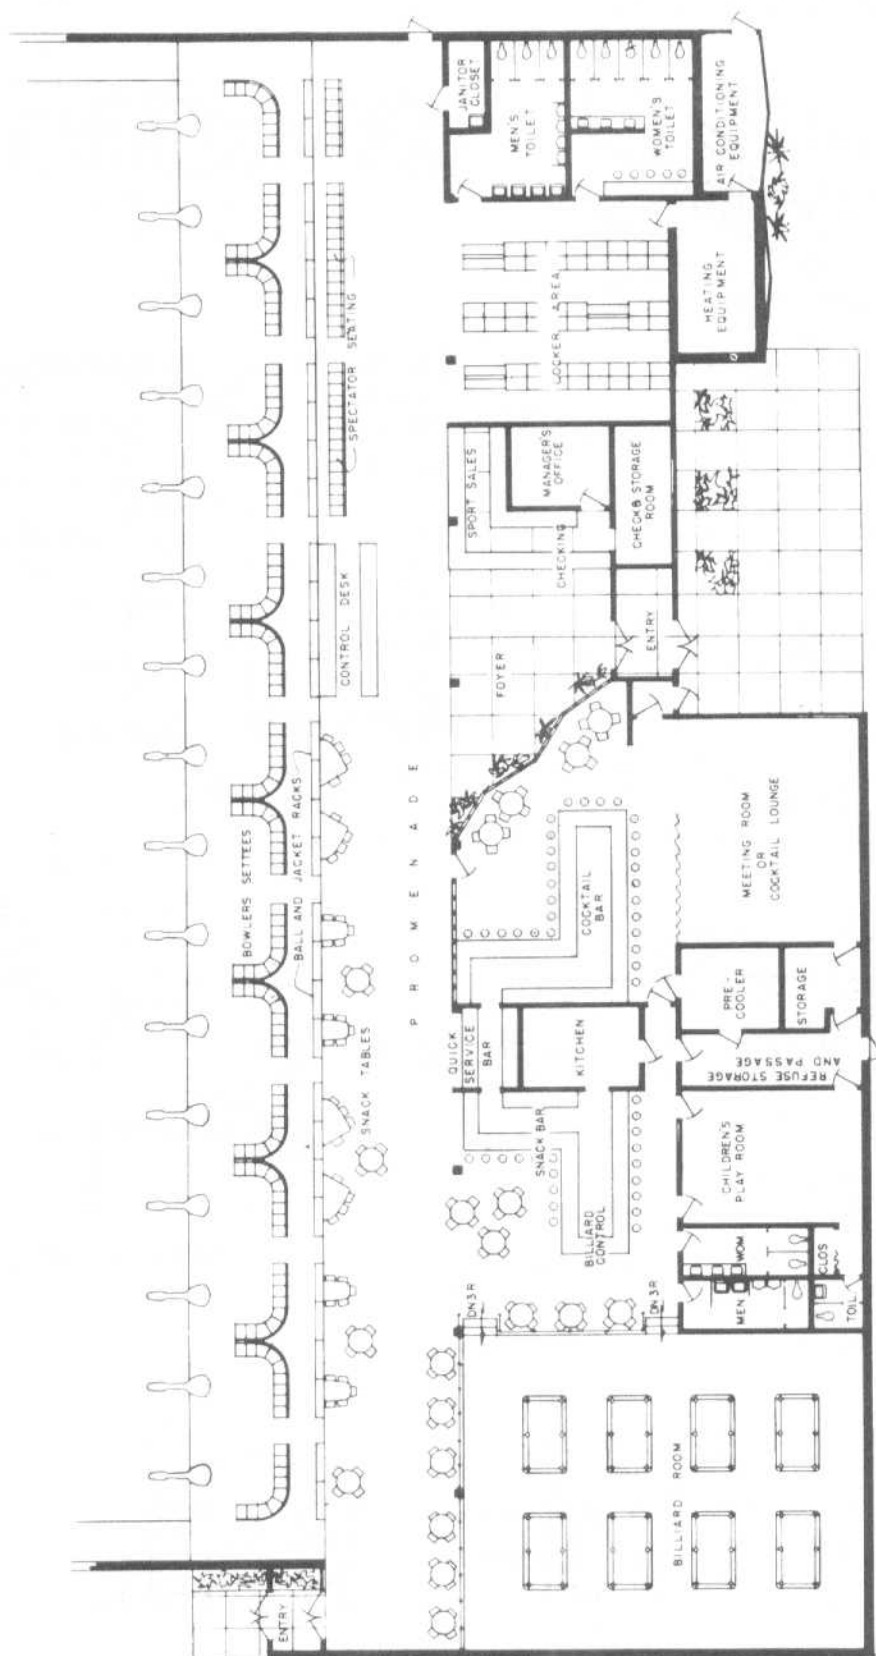 JANITOR
CLOSET
MEN'S
TOILET
WOMEN'S
TOILET
AIR CONDITIONING
EQUIPMENT
HEATING
EQUIPMENT
LOCKER AREA
SPECTATOR SEATING
SPORT SALES
MANAGER'S
OFFICE
CHECK & STORAGE
ROOM
CHECKING
CONTROL DESK
FOYER
ENTRY
BOWLERS SETTEES
BALL AND JACKET RACKS
PROMENADE
COCKTAIL
BAR
MEETING ROOM
OR
COCKTAIL LOUNGE
PRE-
COOLER
STORAGE
QUICK
SERVICE
BAR
KITCHEN
REFUSE STORAGE
AND PASSAGE
SNACK TABLES
SNACK BAR
CHILDREN'S
PLAY ROOM
BILLIARD
CONTROL
WOM
CLOS
MEN
TOIL
DN 3R
DN 3R
BILLIARD ROOM
ENTRY